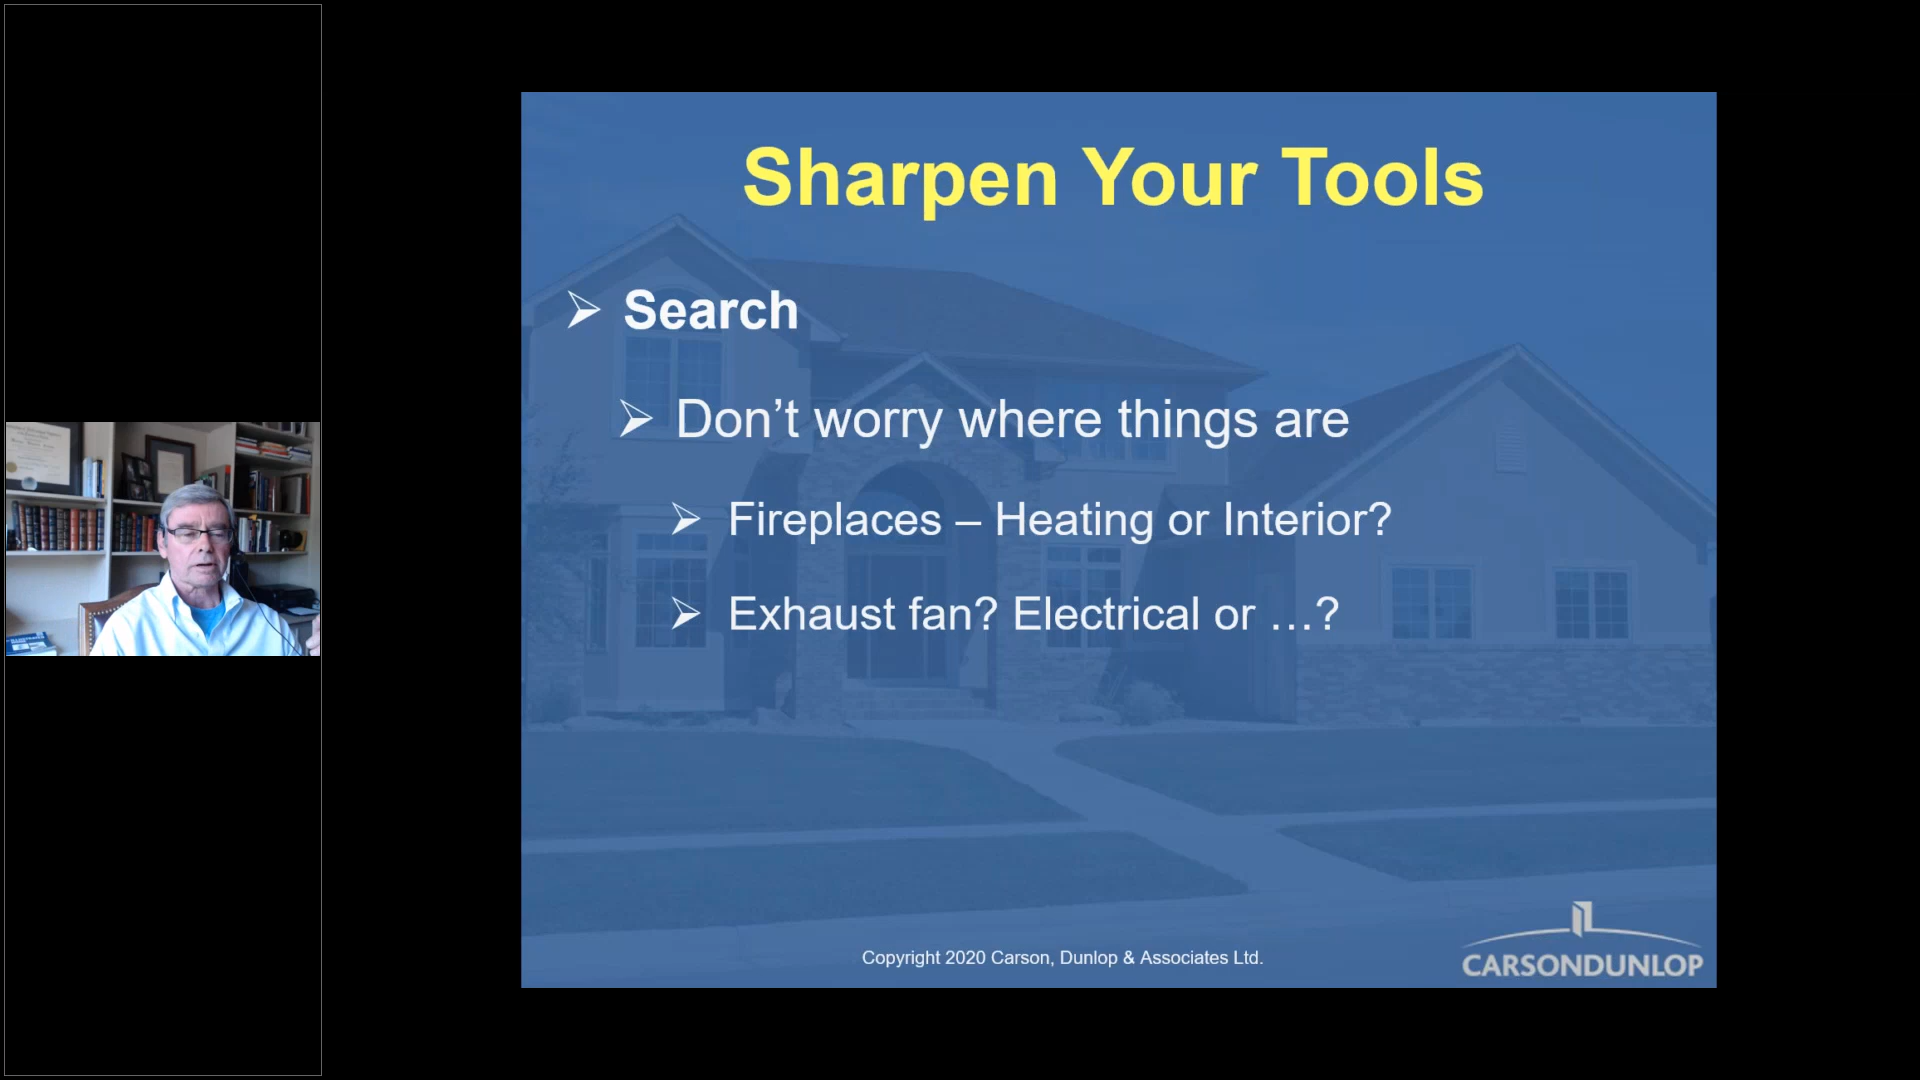 Sharpen Your Tools
➢ Search
➢ Don’t worry where things are
➢ Fireplaces – Heating or Interior?
➢ Exhaust fan? Electrical or …?
Copyright 2020 Carson, Dunlop & Associates Ltd.
CARSONDUNLOP